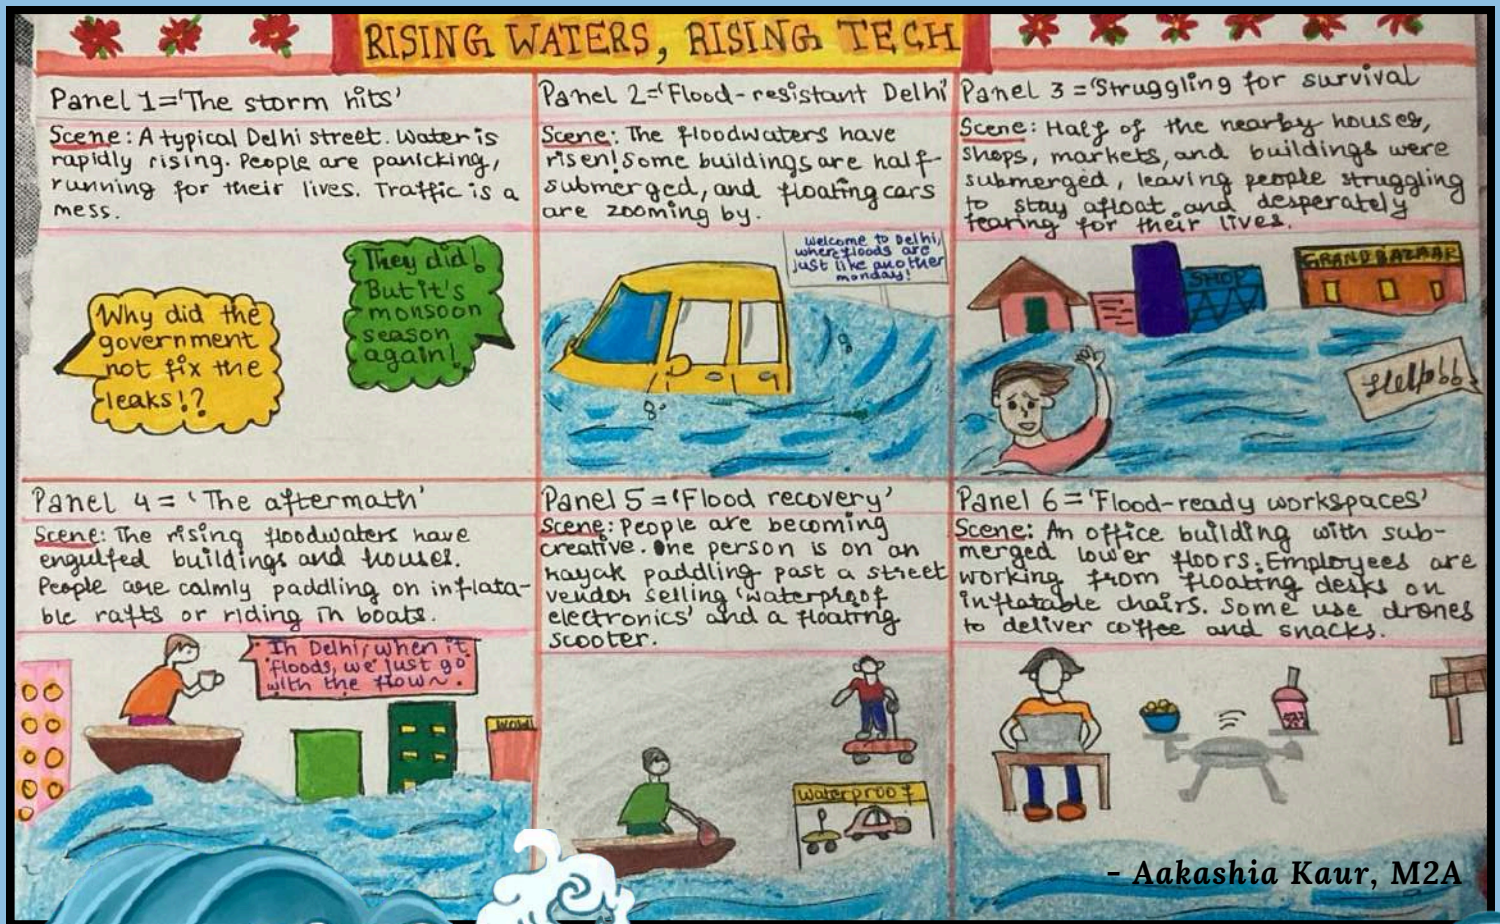 RISING WATERS, RISING TECH
Panel 1='The storm hits'
Scene: A typical Delhi street. Water is
rapidly rising. People are panicking,
running for their lives. Traffic is a
mess.
Why did the
government
not fix the
leaks!?
They did!
But it's
monsoon
season
again!
Panel 2='Flood-resistant Delhi'
Scene: The floodwaters have
risen! Some buildings are half-
submerged, and floating cars
are zooming by.
Welcome to Delhi,
where floods are
just like another
monday!
Panel 3 ='Struggling for survival
Scene: Half of the nearby houses,
shops, markets, and buildings were
submerged, leaving people struggling
to stay afloat and desperately
fearing for their lives.
SHOP
GRAND BAZAAR
Help
Panel 4 = 'The aftermath'
Scene: The rising floodwaters have
engulfed buildings and houses.
People are calmly paddling on inflata-
ble rafts or riding in boats.
In Delhi, when it
floods, we just go
with the flow~.
Panel 5 ='Flood recovery'
Scene: People are becoming
creative. One person is on an
kayak paddling past a street
vendor selling 'waterproof
electronics' and a floating
scooter.
Waterproof
Panel 6 = 'Flood-ready workspaces'
Scene: An office building with sub-
merged lower floors. Employees are
working from floating desks on
inflatable chairs. Some use drones
to deliver coffee and snacks.
- Aakashia Kaur, M2A